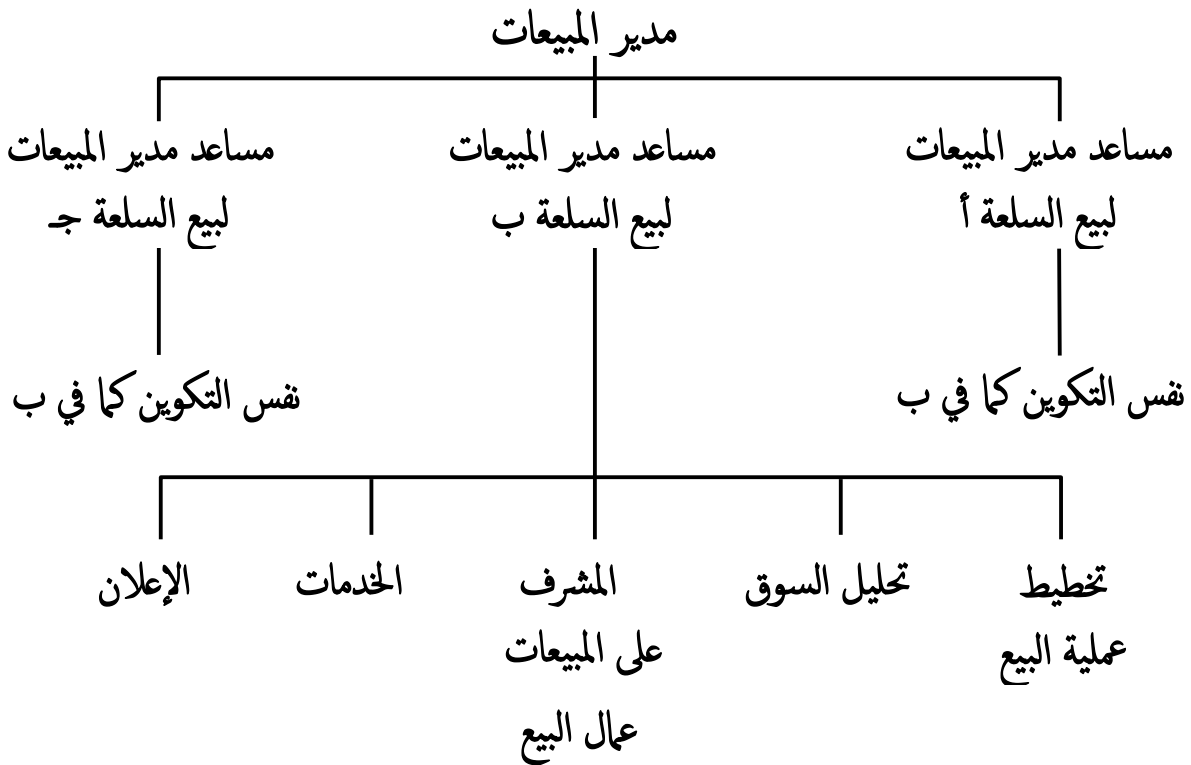 مدير المبيعات
مساعد مدير المبيعات
لبيع السلعة أ
مساعد مدير المبيعات
لبيع السلعة ب
مساعد مدير المبيعات
لبيع السلعة جـ
نفس التكوين كما في ب
نفس التكوين كما في ب
تخطيط
عملية البيع
تحليل السوق
المشرف
على المبيعات
عمال البيع
الخدمات
الإعلان